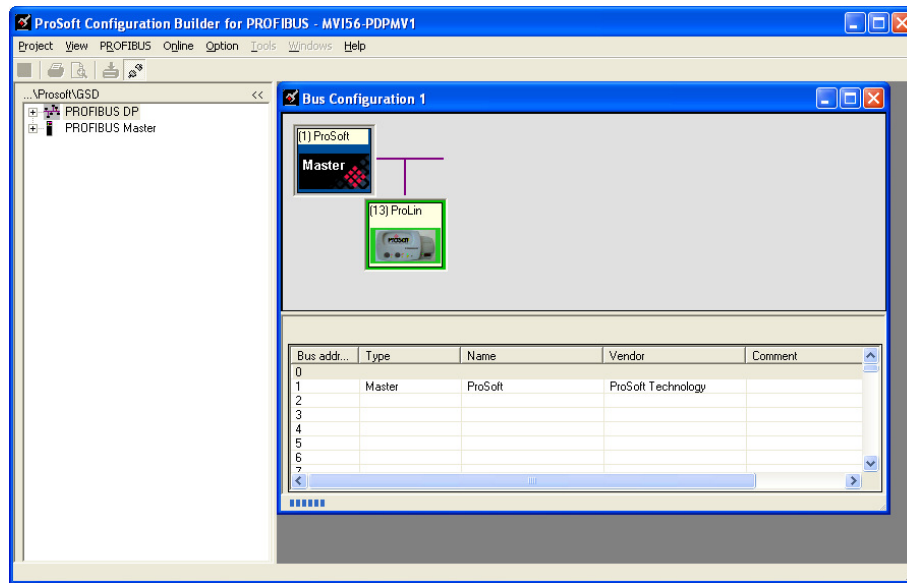 ProSoft Configuration Builder for PROFIBUS - MVI56-PDPMV1
Project View PROFIBUS Online Option Tools Windows Help
...\Prosoft\GSD <<
PROFIBUS DP
PROFIBUS Master
Bus Configuration 1
(1) ProSoft
Master
(13) ProLin
Bus addr... Type Name Vendor Comment
0
1 Master ProSoft ProSoft Technology
2
3
4
5
6
7